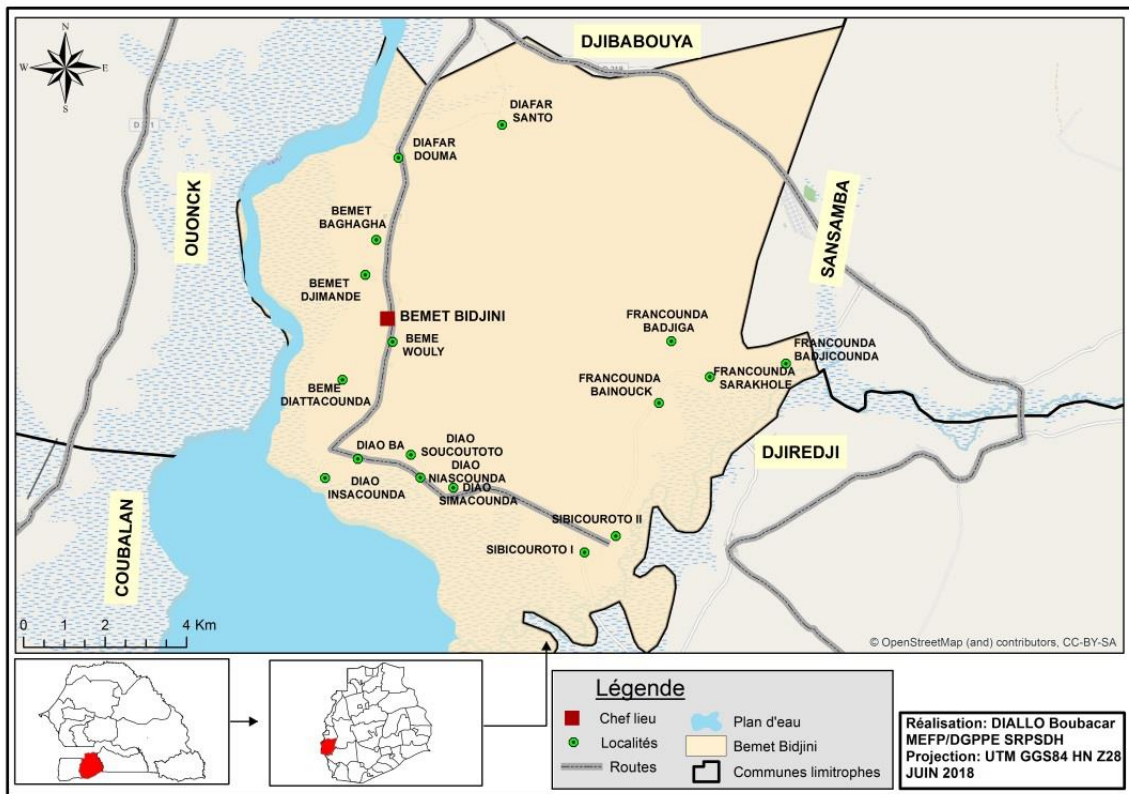 N
W
E
S
DJIBABOUYA
DIAFAR
SANTO
DIAFAR
DOUMA
OUONCK
BEMET
BAGHAGHA
SANSAMBA
BEMET
DJIMANDE
BEMET BIDJINI
BEME
WOULY
FRANCOUNDA
BADJIGA
FRANCOUNDA
BADJICOUNDA
FRANCOUNDA
SARAKHOLE
FRANCOUNDA
BAINOUCK
BEME
DIATTACOUNDA
DIAO BA
DIAO
SOUCOUTOTO
DIAO
NIASCOUNDA
DIAO
SIMACOUNDA
DIAO
INSACOUNDA
DJIREDJI
SIBICOUROTO II
SIBICOUROTO I
COUBALAN
0 1 2 4 Km
© OpenStreetMap (and) contributors, CC-BY-SA
Légende
Chef lieu
Localités
Routes
Plan d'eau
Bemet Bidjini
Communes limitrophes
Réalisation: DIALLO Boubacar
MEFP/DGPPE SRPSDH
Projection: UTM GGS84 HN Z28
JUIN 2018